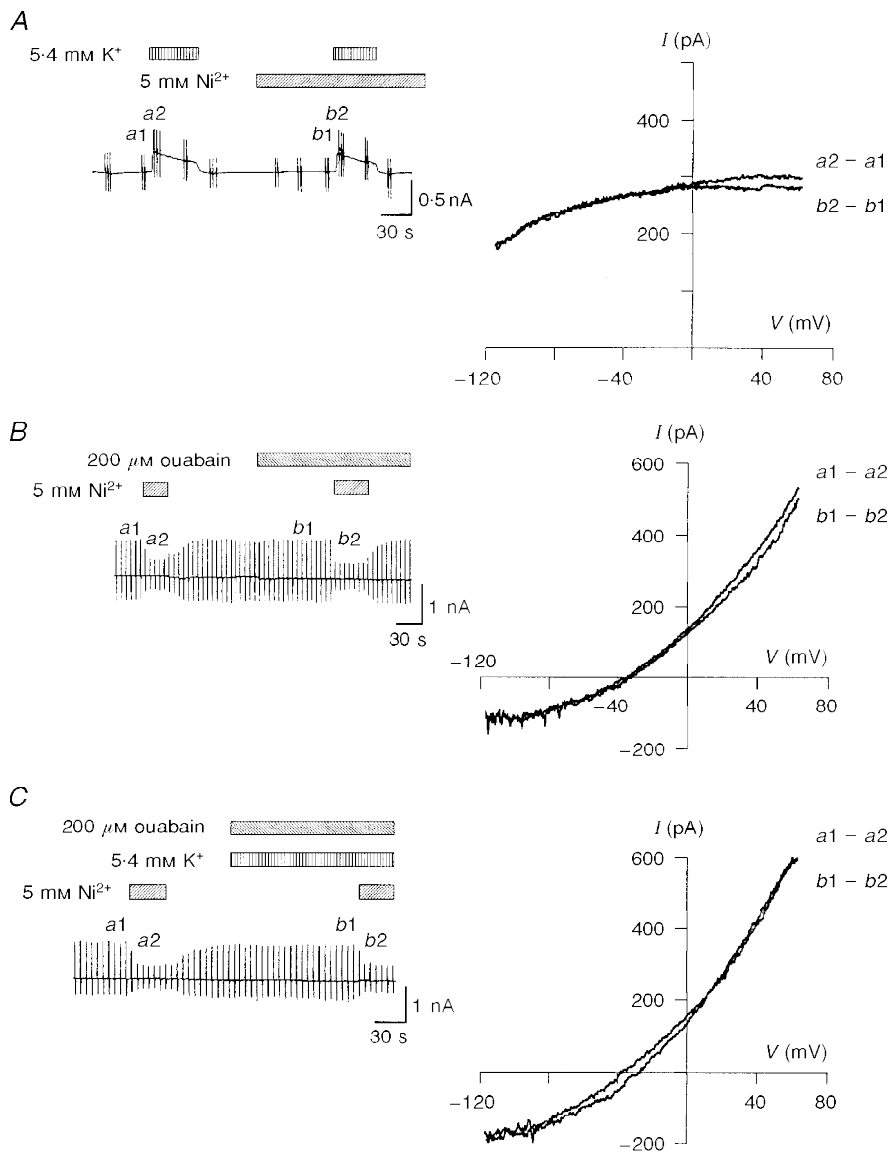 A
5·4 mM K⁺
5 mM Ni²⁺
a2
a1
b2
b1
0·5 nA
30 s
I (pA)
400
a2 − a1
b2 − b1
200
V (mV)
−120
−40
40
80
B
200 μM ouabain
5 mM Ni²⁺
a1
a2
b1
b2
1 nA
30 s
I (pA)
600
a1 − a2
b1 − b2
400
200
−120
V (mV)
−40
40
80
−200
C
200 μM ouabain
5·4 mM K⁺
5 mM Ni²⁺
a1
a2
b1
b2
1 nA
30 s
I (pA)
a1 − a2
600
b1 − b2
400
200
V (mV)
−120
−40
40
80
−200